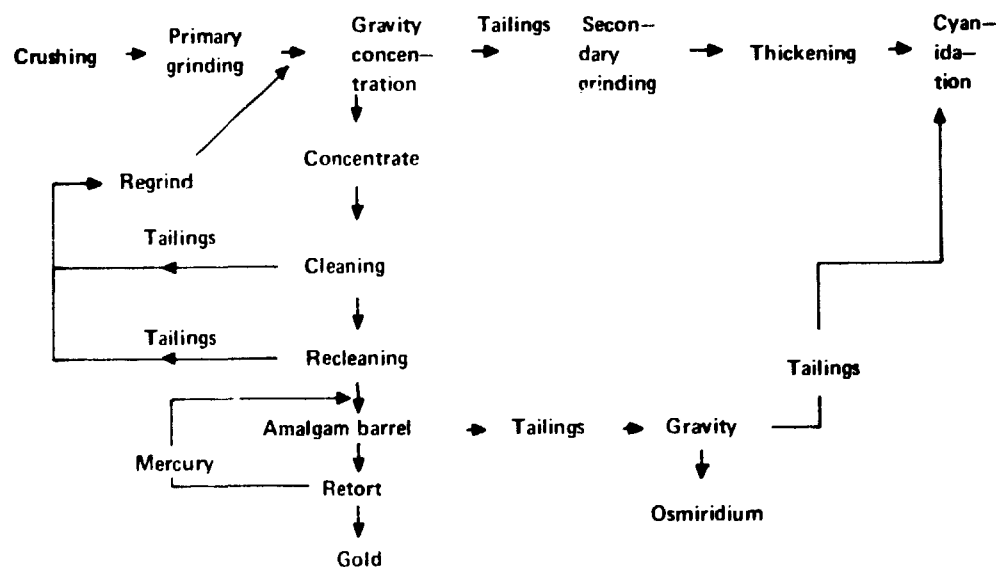 Crushing
Primary
grinding
Gravity
concen—
tration
Tailings
Secon—
dary
grinding
Thickening
Cyan—
ida—
tion
Concentrate
Regrind
Tailings
Cleaning
Tailings
Recleaning
Tailings
Amalgam barrel
Tailings
Gravity
Mercury
Retort
Osmiridium
Gold